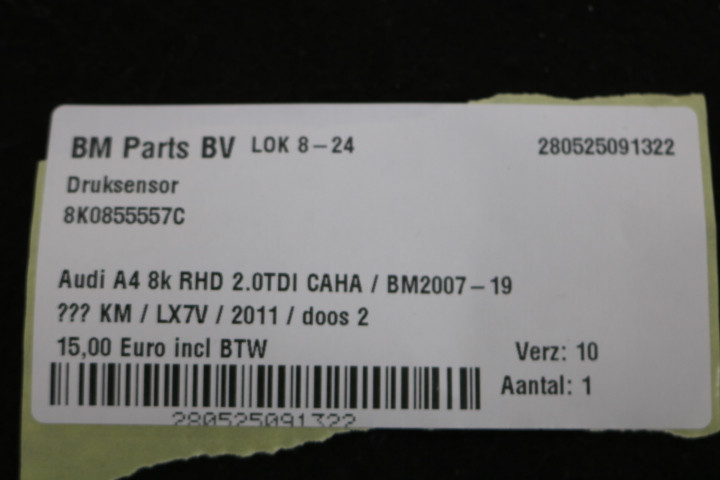 BM Parts BV LOK 8-24 280525091322
Druksensor
8K0855557C
Audi A4 8k RHD 2.0TDI CAHA / BM2007-19
??? KM / LX7V / 2011 / doos 2
15,00 Euro incl BTW Verz: 10
Aantal: 1
280525091322